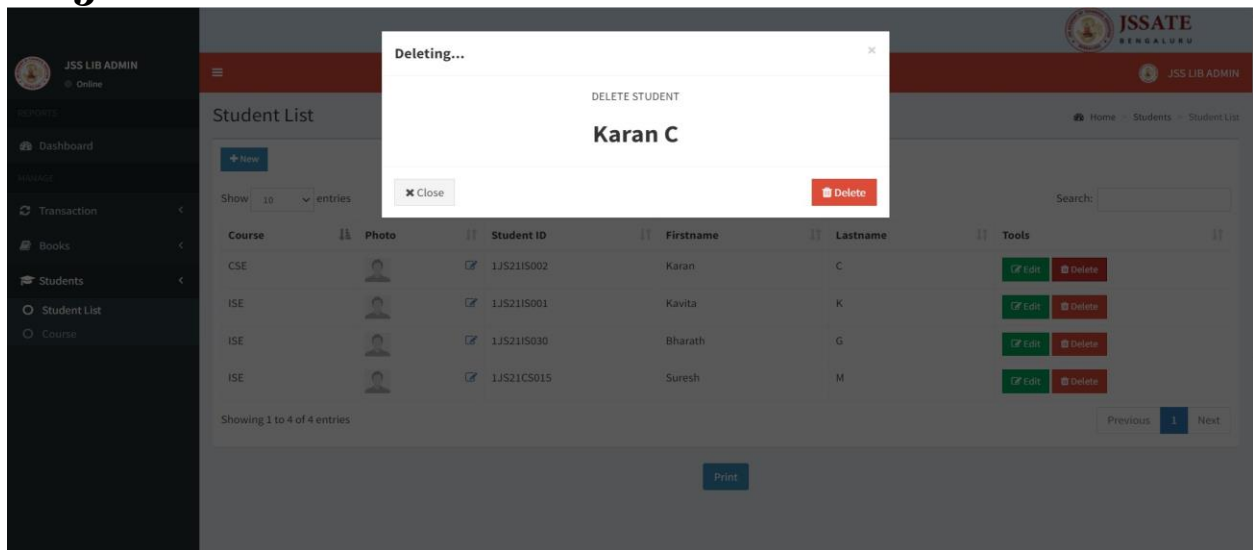 JSSATE
BENGALURU
JSS LIB ADMIN
Online
JSS LIB ADMIN
REPORTS
Dashboard
MANAGE
Transaction
Books
Students
Student List
Course
Student List
Home > Students > Student List
+ New
Show 10 entries
Search:
Deleting...
×
DELETE STUDENT
Karan C
Close
Delete
Course Photo Student ID Firstname Lastname Tools
CSE 1JS21IS002 Karan C Edit Delete
ISE 1JS21IS001 Kavita K Edit Delete
ISE 1JS21IS030 Bharath G Edit Delete
ISE 1JS21CS015 Suresh M Edit Delete
Showing 1 to 4 of 4 entries
Previous 1 Next
Print